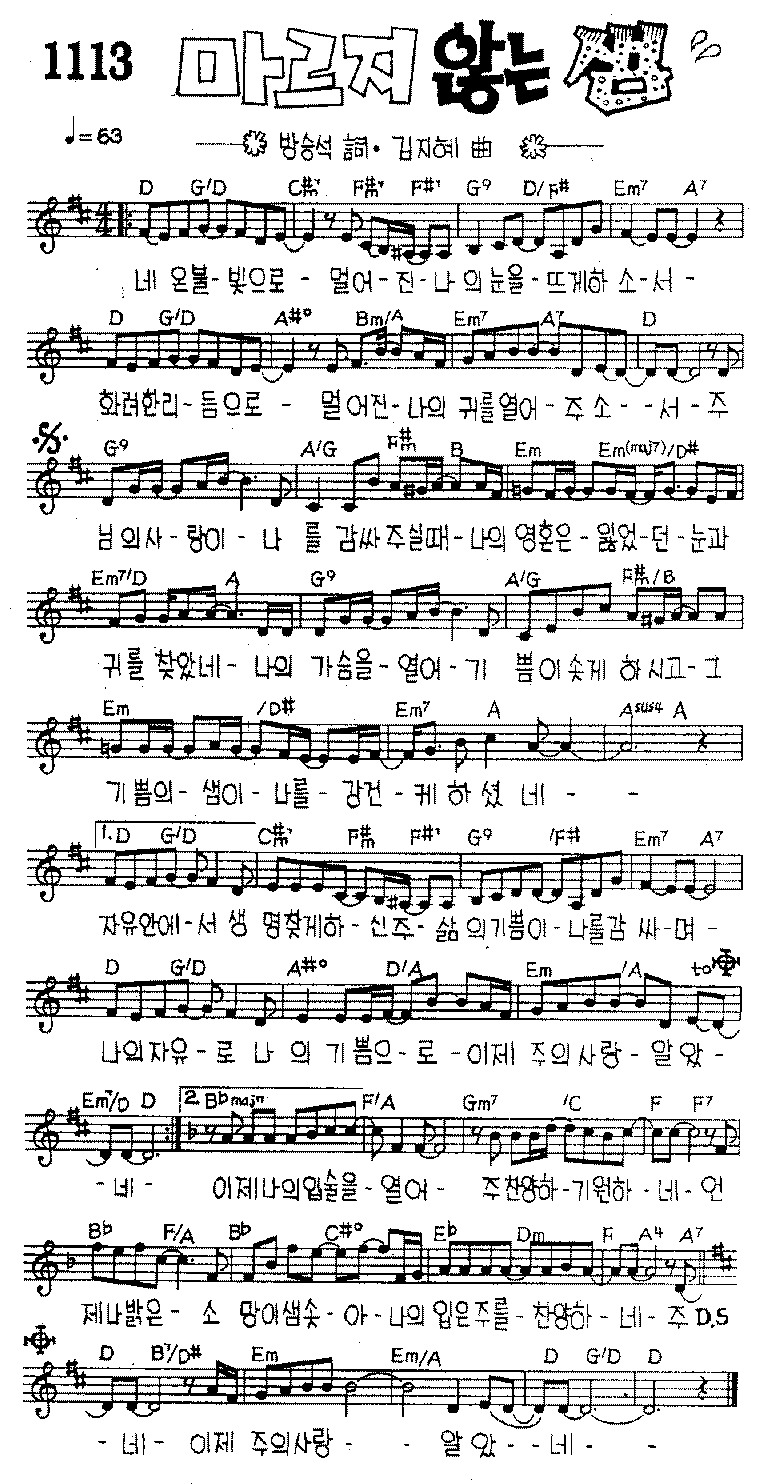 1113 마르지 않는 샘
♩=63
방승석 詞 · 김지혜 曲
D G/D C#m7 F#m7 F#7 G9 D/F# Em7 A7
네 온불-빛으로- 멀어-진-나의눈을-뜨게하소-서-
D G/D A#° Bm/A Em7 A7 D
화려한리-듬으로- 멀어진-나의 귀를열어-주소--서-주
G9 A/G F#m B Em Em(maj7)/D#
님의사-랑이-나 를 감싸주실때-나의영혼은-잃었-던-눈과
Em7/D A G9 A/G F#m/B
귀를 찾았네-나의 가슴을-열어-기 쁨이솟게 하시고-그
Em /D# Em7 A Asus4 A
기쁨의-샘이-나를-강건-케하셨 네- -
1. D G/D C#m7 F#m F#7 G9 /F# Em7 A7
자유안에-서생 명찾게하-신주-삶의기쁨이-나를감 싸-며-
D G/D A#° D/A Em /A to
나의자유-로 나 의 기 쁨으-로-이제 주의사랑-알았-
Em7/D D 2. B♭maj7 F/A Gm7 /C F F7
-네- 이제나의입술을-열어- 주찬양하-기원하-네-언
B♭ F/A B♭ C#° E♭ Dm F A4 A7
제나밝은-소 망이샘솟-아-나의입은주를-찬양하-네-주 D.S
D B7/D# Em Em/A D G/D D
-네- 이제 주의사랑- - 알았--네- -